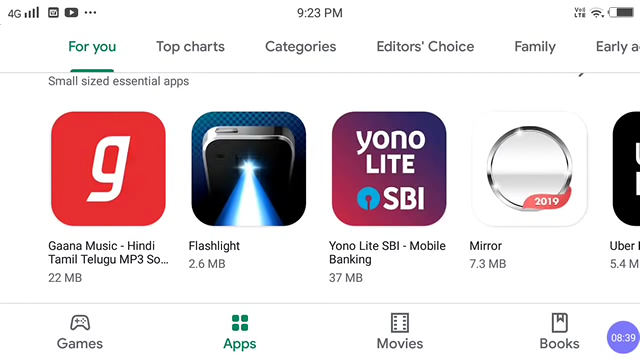 4G 9:23 PM Vo)) LTE
For you Top charts Categories Editors' Choice Family Early a
Small sized essential apps
g
yono
LITE
SBI
2019
Gaana Music - Hindi
Tamil Telugu MP3 So...
22 MB
Flashlight
2.6 MB
Yono Lite SBI - Mobile
Banking
37 MB
Mirror
7.3 MB
Uber
5.4 M
Games Apps Movies Books
08:39